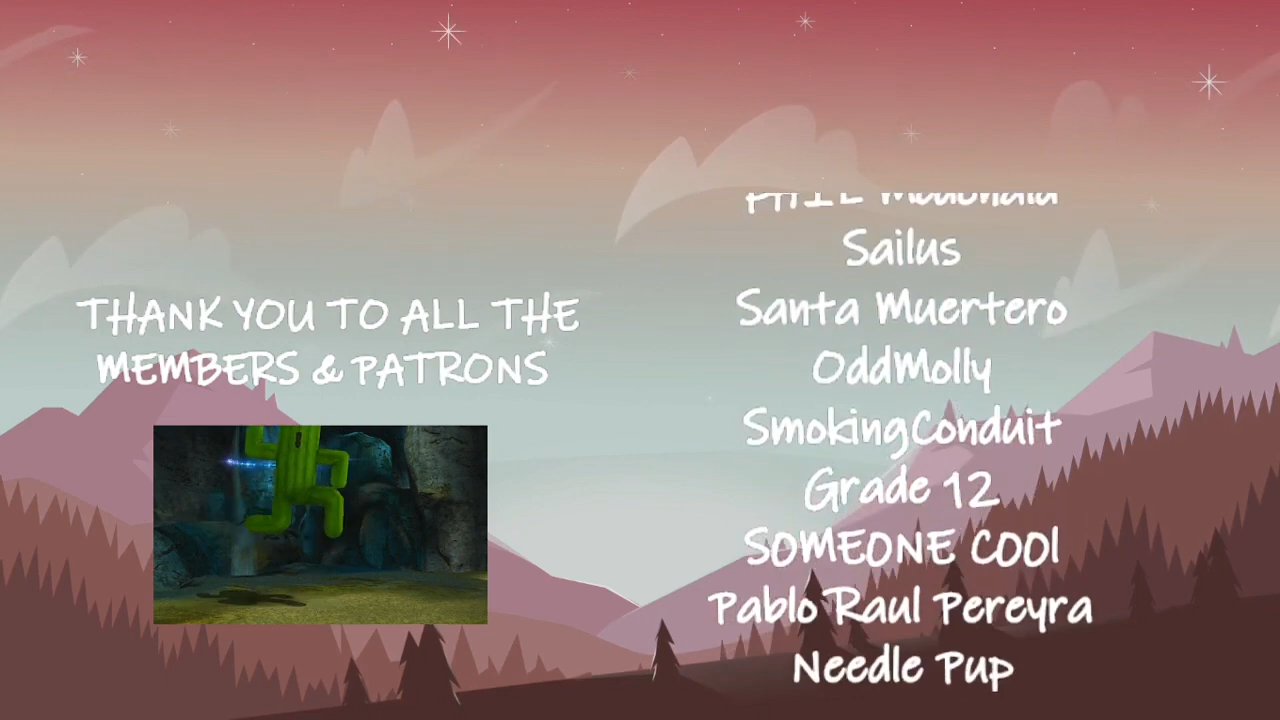 THANK YOU TO ALL THE
MEMBERS & PATRONS
Sailus
Santa Muertero
OddMolly
SmokingConduit
Grade 12
SOMEONE COOl
Pablo Raul Pereyra
Needle Pup